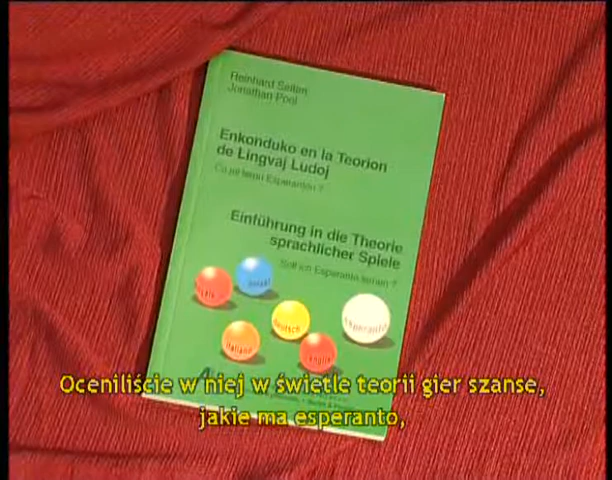 Reinhard Selten
Jonathan Pool
Enkonduko en la Teorion
de Lingvaj Ludoj
Ĉu mi lernu Esperanton ?
Einführung in die Theorie
sprachlicher Spiele
Soll ich Esperanto lernen ?
deutsch
esperanto
italiano
english
Oceniliście w niej w świetle teorii gier szanse,
jakie ma esperanto,